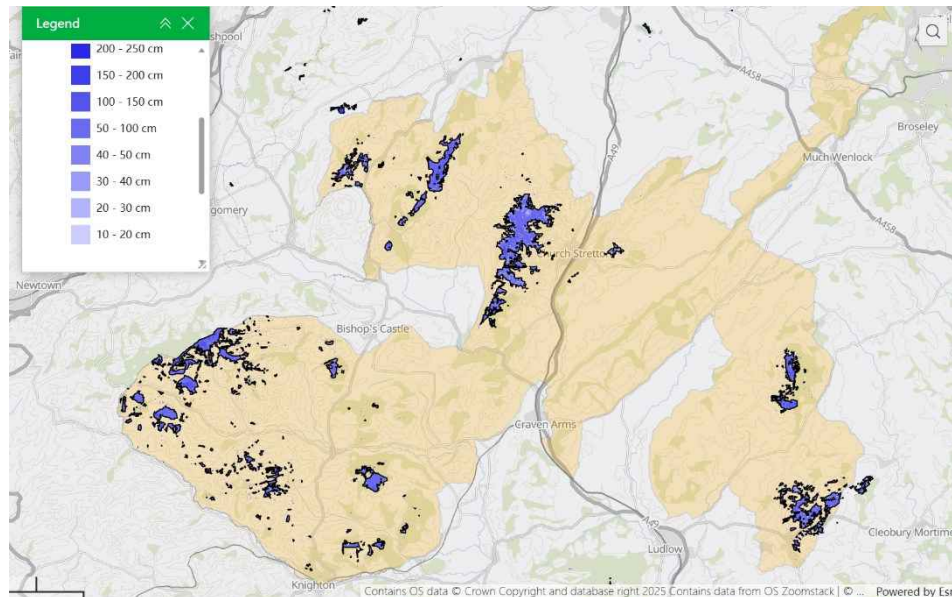 Legend
200 - 250 cm
150 - 200 cm
100 - 150 cm
50 - 100 cm
40 - 50 cm
30 - 40 cm
20 - 30 cm
10 - 20 cm
A458
Broseley
Much Wenlock
A49
A458
Newtown
Church Stretto
Bishop's Castle
Craven Arms
Cleobury Mortime
Ludlow
Knighton
Contains OS data © Crown Copyright and database right 2025 Contains data from OS Zoomstack | © ... Powered by Es